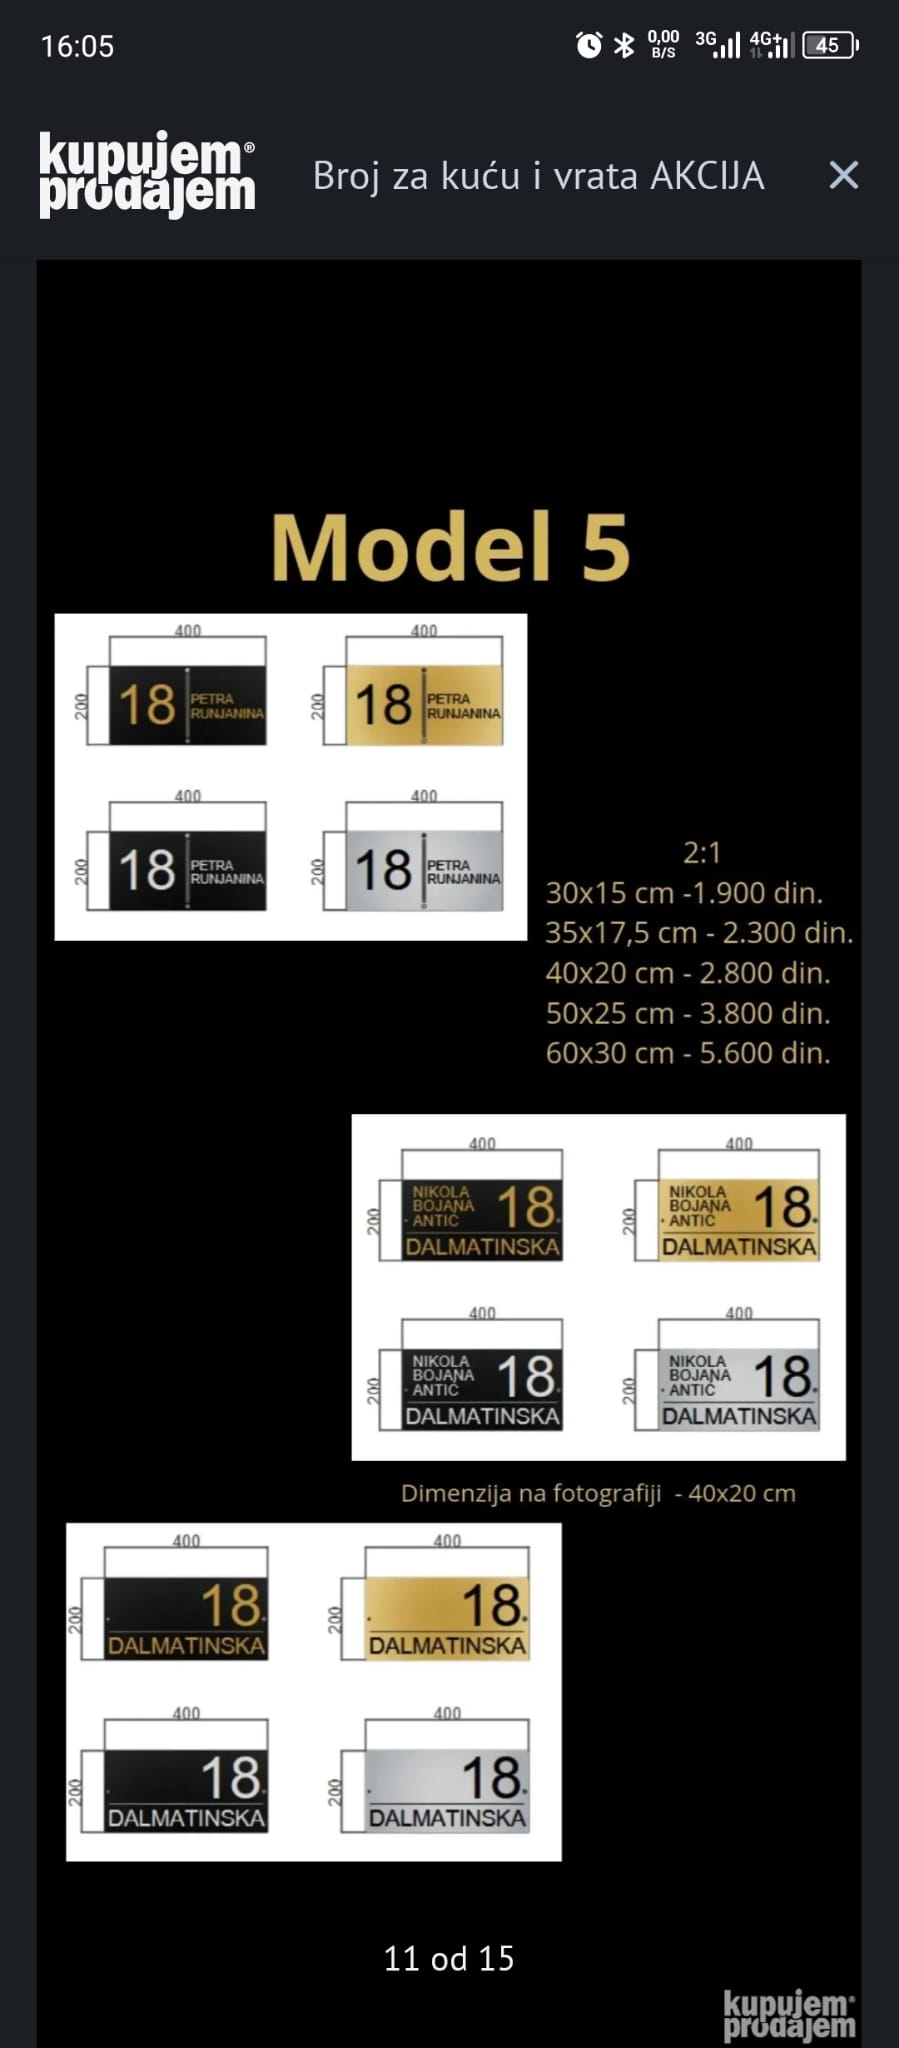 16:05
0,00
B/S
3G
4G+
45
kupujem®
prodajem
Broj za kuću i vrata AKCIJA
Model 5
400
400
200
18
PETRA
RUNJANINA
200
18
PETRA
RUNJANINA
400
400
200
18
PETRA
RUNJANINA
200
18
PETRA
RUNJANINA
2:1
30x15 cm -1.900 din.
35x17,5 cm - 2.300 din.
40x20 cm - 2.800 din.
50x25 cm - 3.800 din.
60x30 cm - 5.600 din.
400
400
200
NIKOLA
BOJANA
ANTIĆ
18
DALMATINSKA
200
NIKOLA
BOJANA
ANTIĆ
18
DALMATINSKA
400
400
200
NIKOLA
BOJANA
ANTIĆ
18
DALMATINSKA
200
NIKOLA
BOJANA
ANTIĆ
18
DALMATINSKA
Dimenzija na fotografiji - 40x20 cm
400
400
200
18
DALMATINSKA
200
18
DALMATINSKA
400
400
200
18
DALMATINSKA
200
18
DALMATINSKA
11 od 15
kupujem®
prodajem